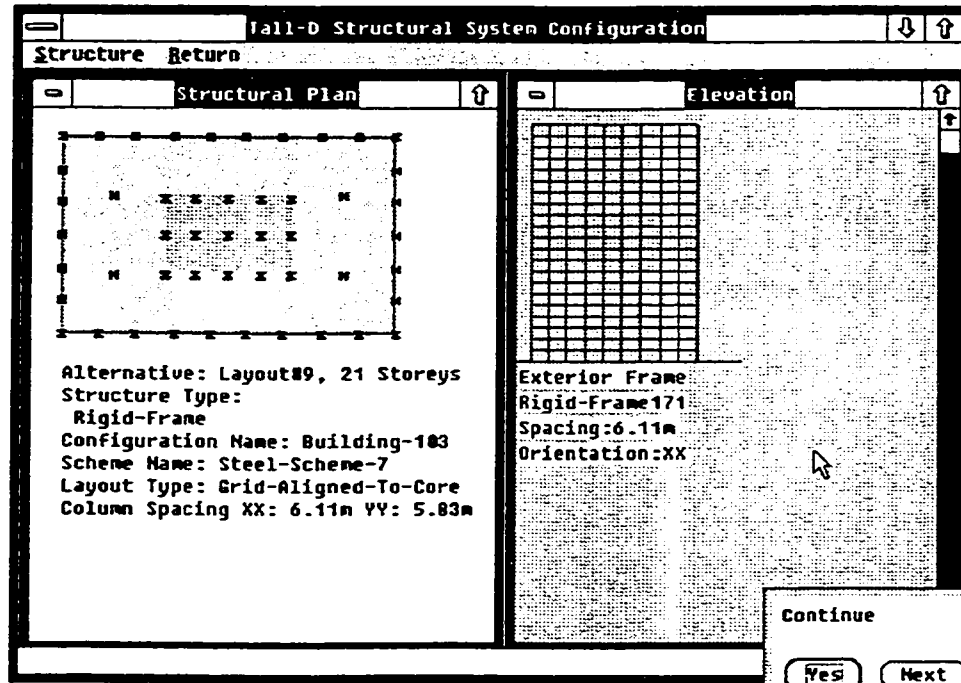 Tall-D Structural System Configuration
Structure Return
Structural Plan
Elevation
Alternative: Layout#9, 21 Storeys
Structure Type:
Rigid-Frame
Configuration Name: Building-103
Scheme Name: Steel-Scheme-7
Layout Type: Grid-Aligned-To-Core
Column Spacing XX: 6.11m YY: 5.83m
Exterior Frame
Rigid-Frame171
Spacing:6.11m
Orientation:XX
Continue
Yes Next